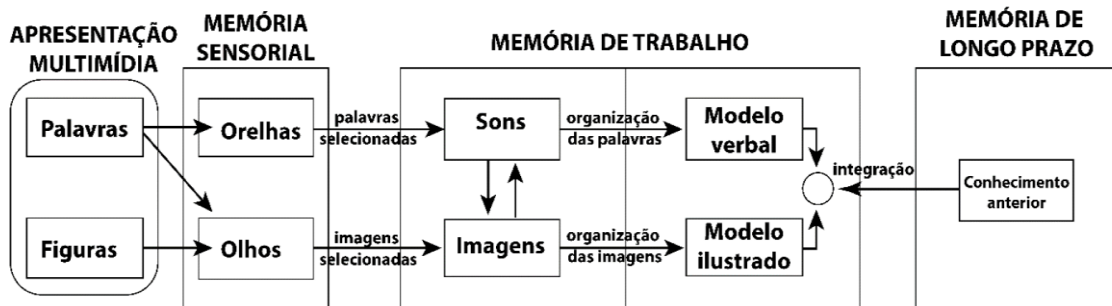 APRESENTAÇÃO
MULTIMÍDIA
MEMÓRIA
SENSORIAL
MEMÓRIA DE TRABALHO
MEMÓRIA DE
LONGO PRAZO
Palavras
Orelhas
palavras
selecionadas
Sons
organização
das palavras
Modelo
verbal
integração
Conhecimento
anterior
Figuras
Olhos
imagens
selecionadas
Imagens
organização
das imagens
Modelo
ilustrado